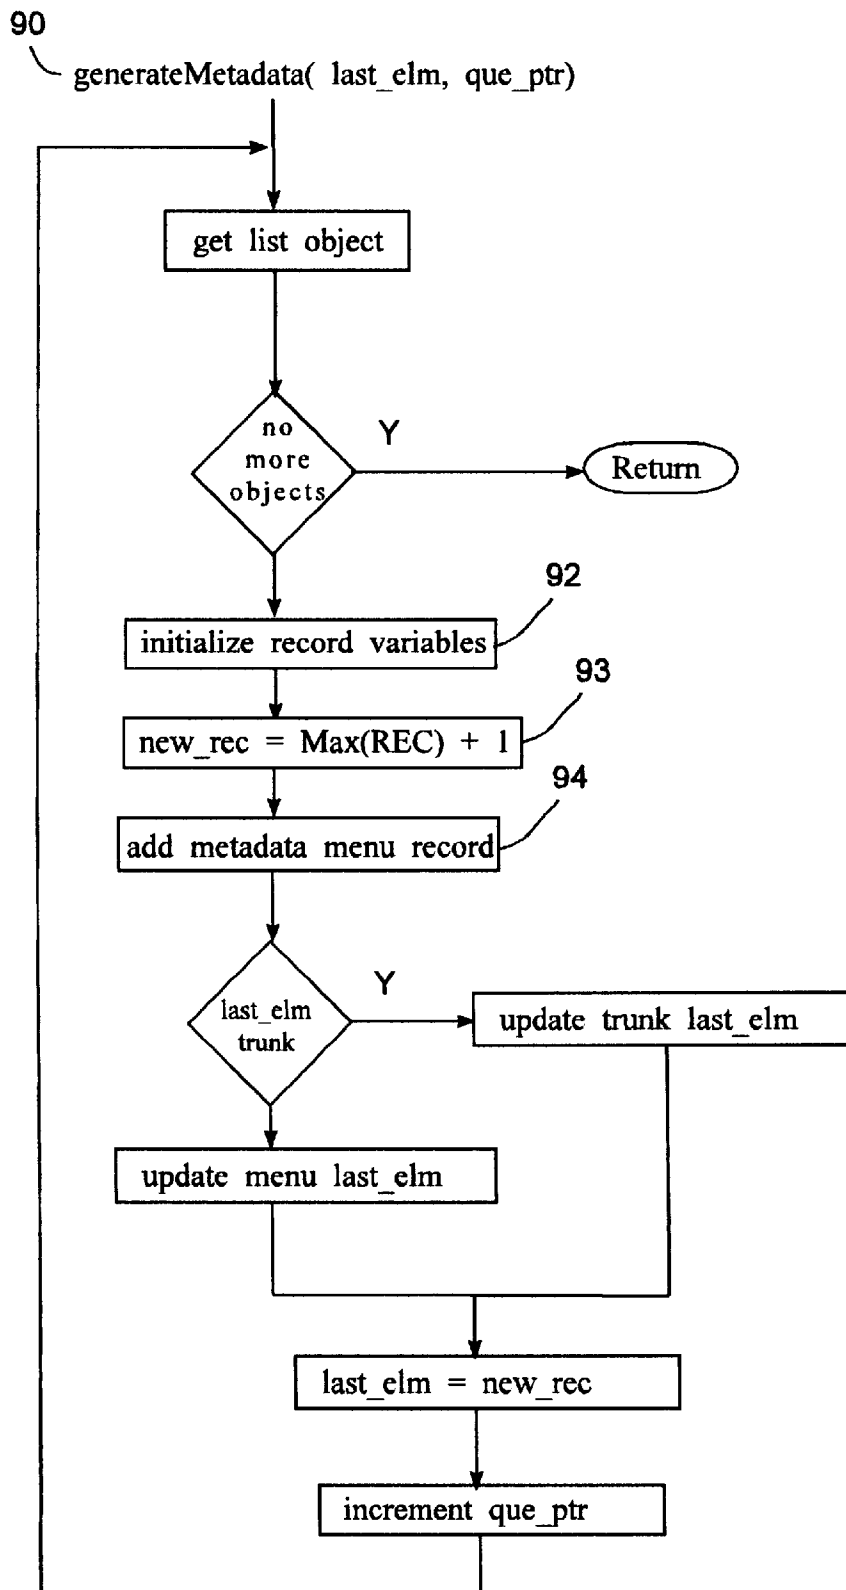 90
generateMetadata( last_elm, que_ptr)
get list object
no
more
objects
Y
Return
92
initialize record variables
93
new_rec = Max(REC) + 1
94
add metadata menu record
last_elm
trunk
Y
update trunk last_elm
update menu last_elm
last_elm = new_rec
increment que_ptr